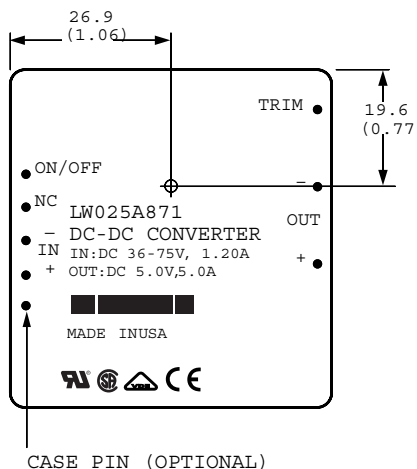 26.9
(1.06)
TRIM
19.6
(0.77
ON/OFF
NC
–
LW025A871
– DC-DC CONVERTER
OUT
IN
IN:DC 36-75V, 1.20A
+ OUT:DC 5.0V,5.0A
+
MADE INUSA
CE
CASE PIN (OPTIONAL)